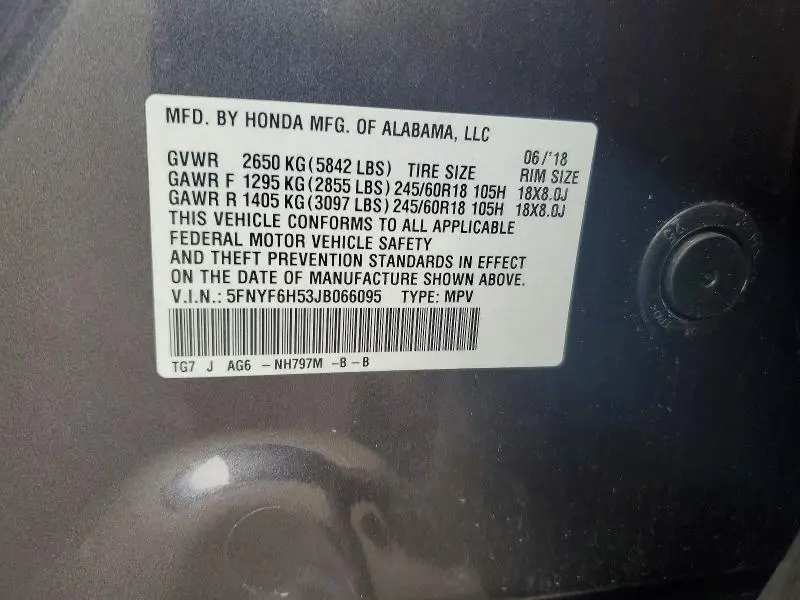 MFD. BY HONDA MFG. OF ALABAMA, LLC
06/'18
GVWR 2650 KG(5842 LBS) TIRE SIZE RIM SIZE
GAWR F 1295 KG(2855 LBS) 245/60R18 105H 18X8.0J
GAWR R 1405 KG(3097 LBS) 245/60R18 105H 18X8.0J
THIS VEHICLE CONFORMS TO ALL APPLICABLE
FEDERAL MOTOR VEHICLE SAFETY
AND THEFT PREVENTION STANDARDS IN EFFECT
ON THE DATE OF MANUFACTURE SHOWN ABOVE.
V.I.N.: 5FNYF6H53JB066095 TYPE: MPV
TG7 J AG6 - NH797M -B - B